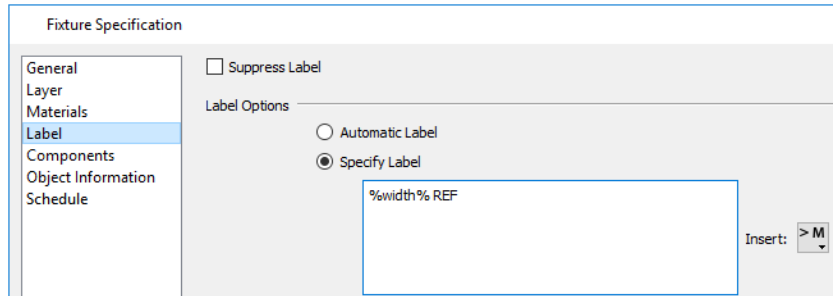 Fixture Specification
General
Layer
Materials
Label
Components
Object Information
Schedule
Suppress Label
Label Options
Automatic Label
Specify Label
%width% REF
Insert: > M